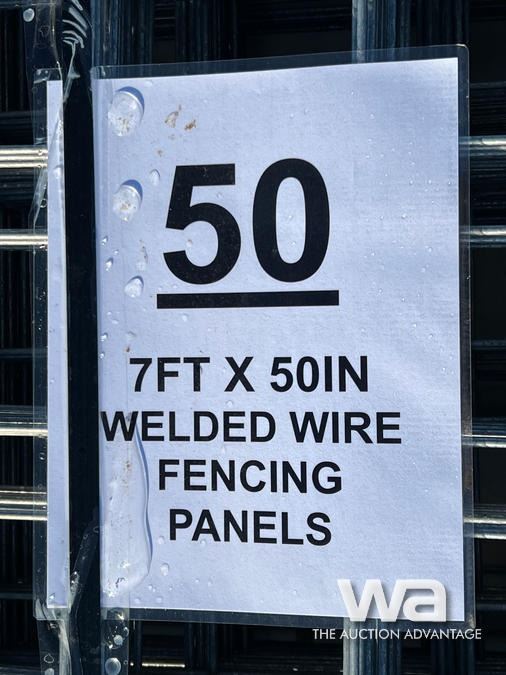 50
7FT X 50IN
WELDED WIRE
FENCING
PANELS
wa
THE AUCTION ADVANTAGE